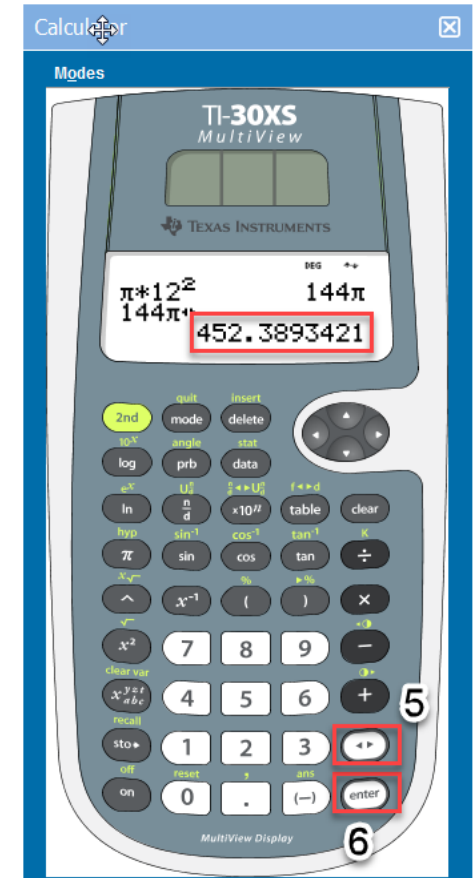 Calculator
Modes
TI-30XS
MultiView
TEXAS INSTRUMENTS
DEG
π*12² 144π
144π◄►
452.3893421
quit insert
2nd mode delete
10ˣ angle stat
log prb data
eˣ f◄►d
ln n/d ×10ⁿ table clear
hyp sin⁻¹ cos⁻¹ tan⁻¹ K
π sin cos tan ÷
ˣ√ % ►%
^ x⁻¹ ( ) ×
√
x² 7 8 9 −
clear var
x y z t a b c 4 5 6 + 5
recall
sto► 1 2 3 ◄►
off reset , ans
on 0 . (—) enter
MultiView Display 6